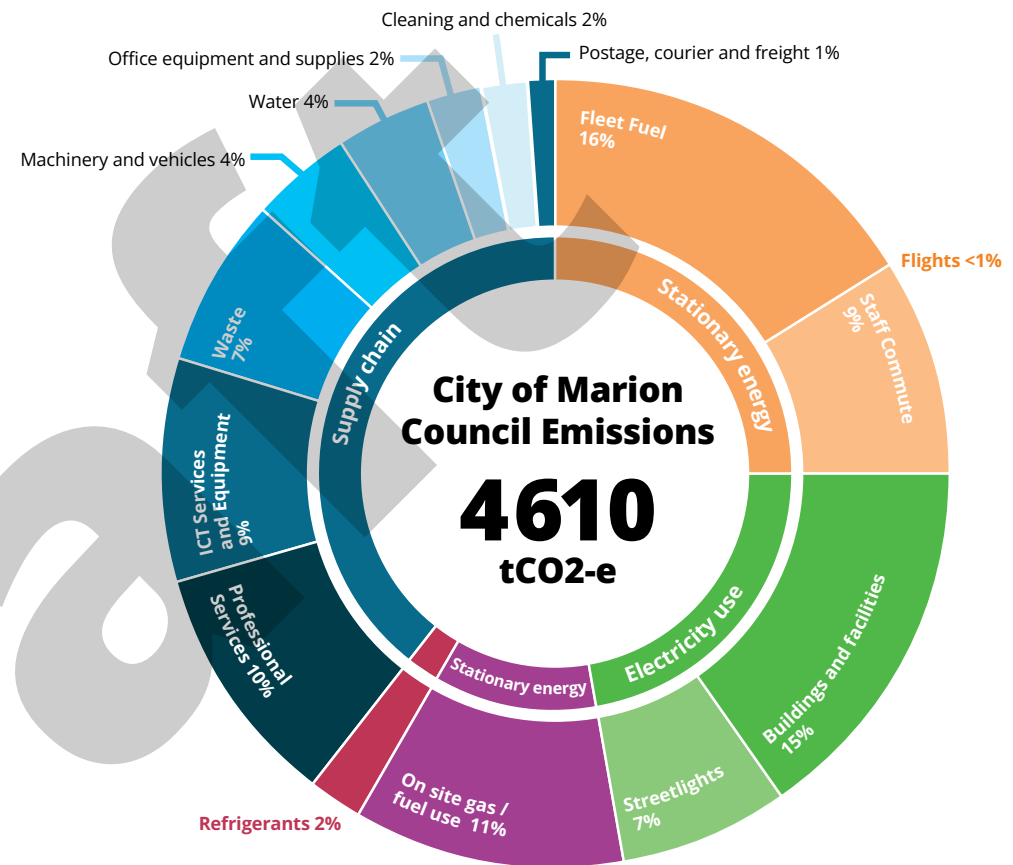 Cleaning and chemicals 2%
Office equipment and supplies 2%
Postage, courier and freight 1%
Water 4%
Machinery and vehicles 4%
Fleet Fuel
16%
Flights <1%
Staff Commute
9%
Stationary energy
Supply chain
Waste
7%
City of Marion
Council Emissions
4610
tCO2-e
ICT Services
and Equipment
9%
Professional
Services 10%
Electricity use
Buildings and facilities
15%
Stationary energy
Streetlights
7%
On site gas /
fuel use 11%
Refrigerants 2%